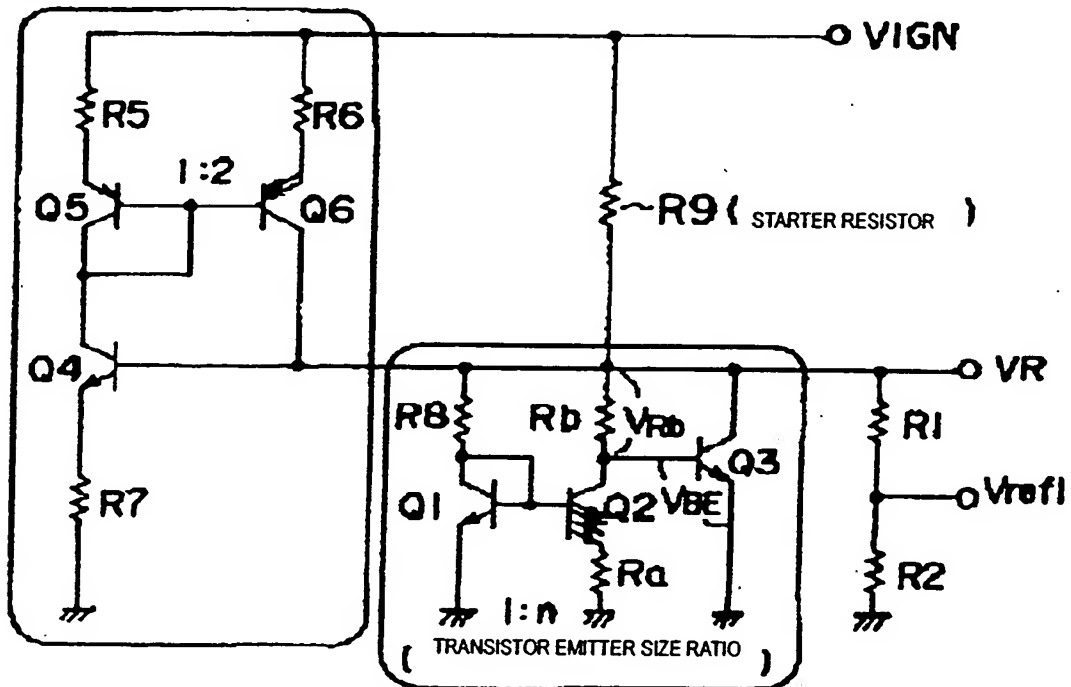 VIGN
R5
R6
1:2
Q5
Q6
R9 ( STARTER RESISTOR )
Q4
VR
R8
Rb
VRb
R1
Q3
R7
Q1
Q2
VBE
Vref1
Ra
R2
1:n
( TRANSISTOR EMITTER SIZE RATIO )